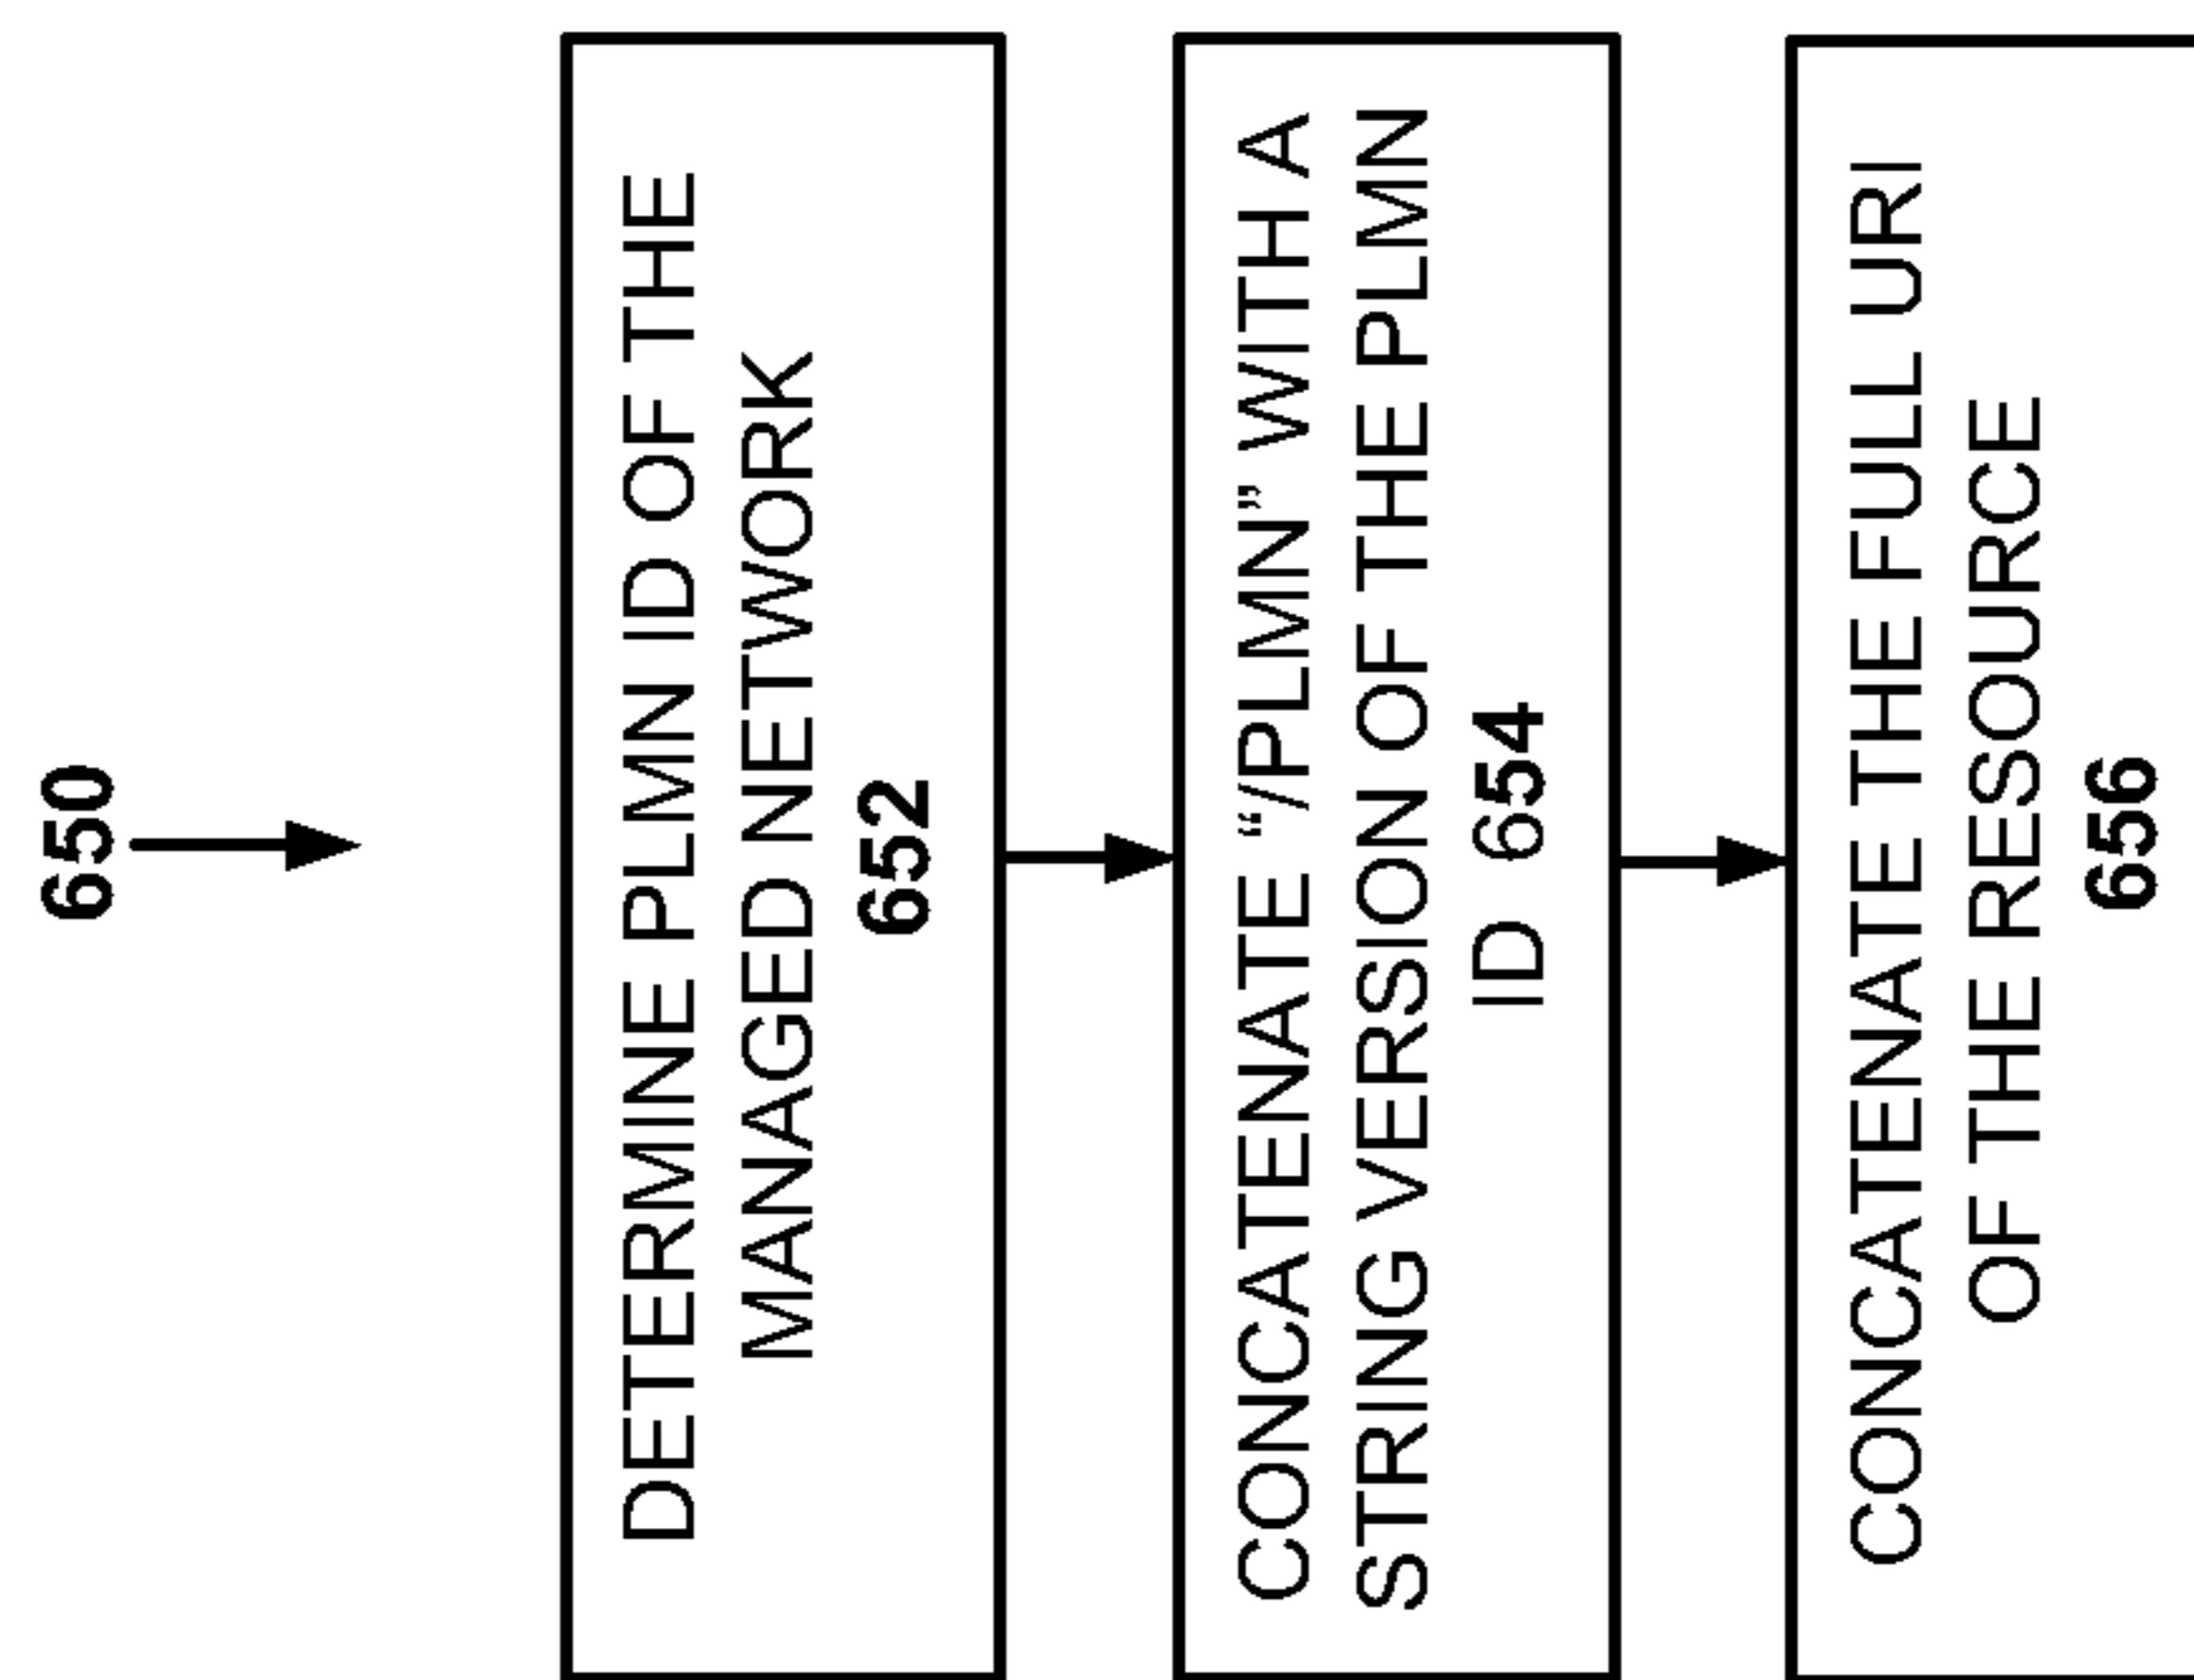 650
DETERMINE PLMN ID OF THE
MANAGED NETWORK
652
CONCATENATE “/PLMN” WITH A
STRING VERSION OF THE PLMN
ID 654
CONCATENATE THE FULL URI
OF THE RESOURCE
656